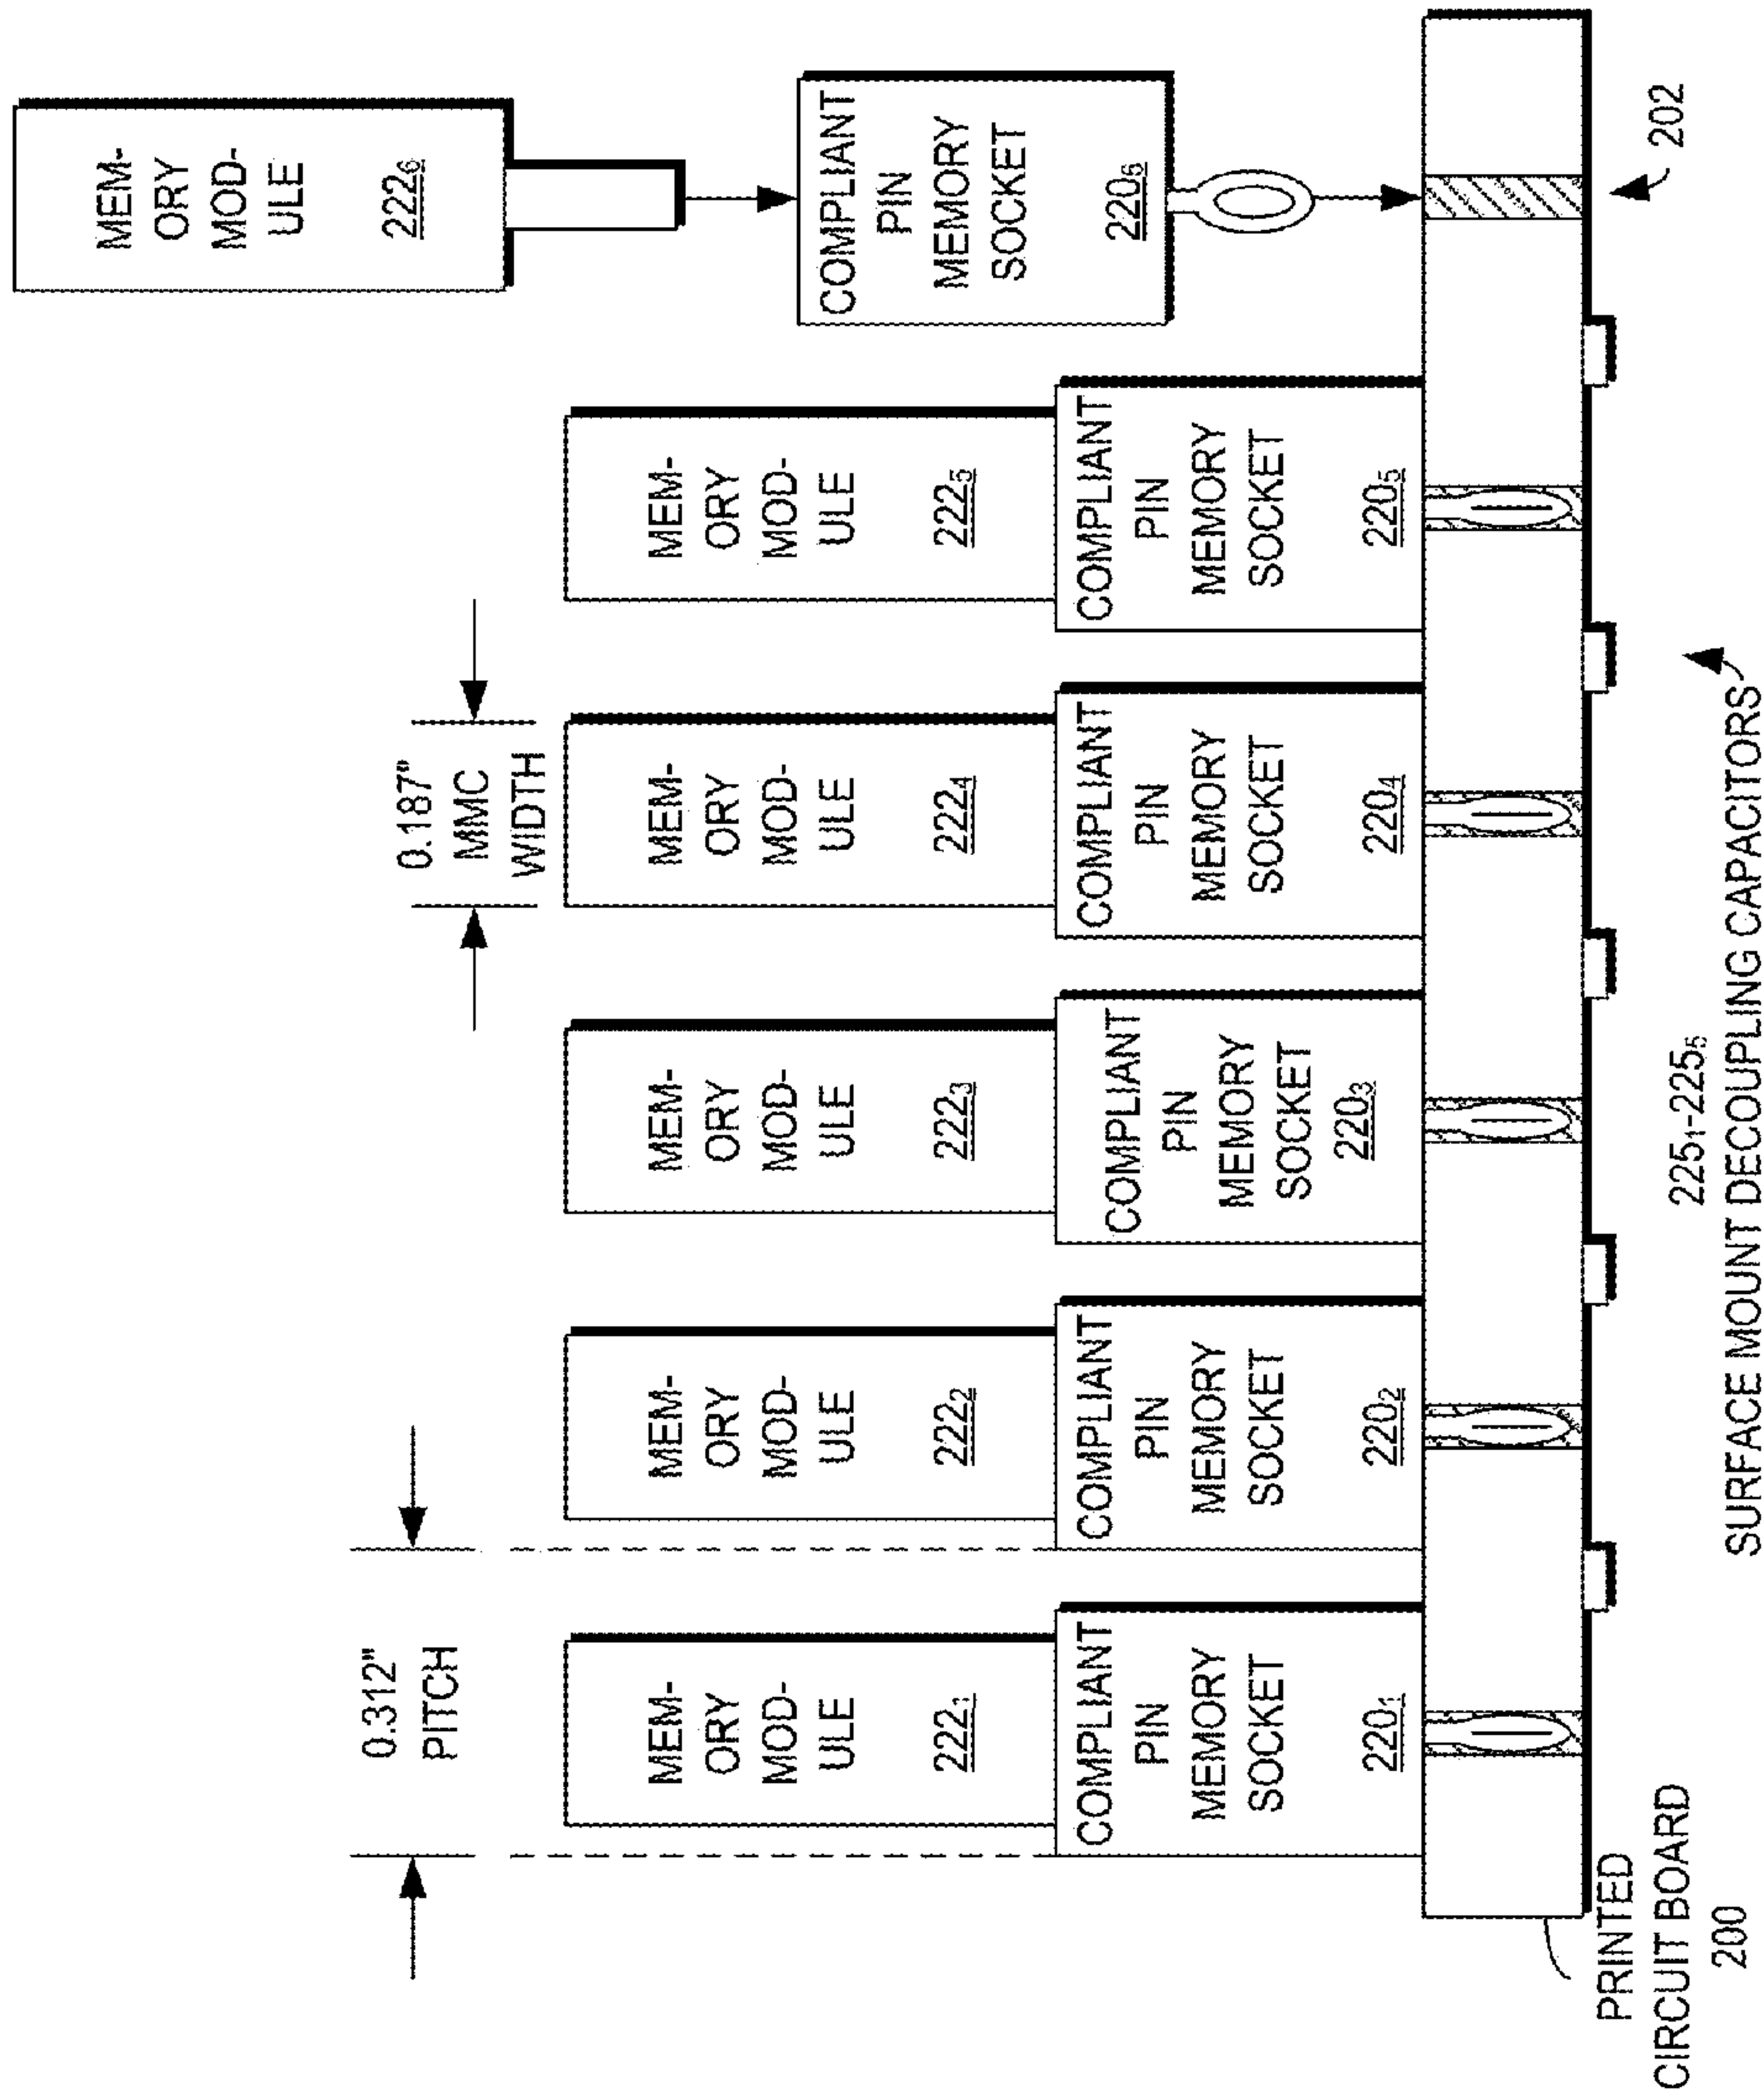 0.312"
PITCH
0.187"
MMC
WIDTH
MEM-
ORY
MOD-
ULE
222₁
MEM-
ORY
MOD-
ULE
222₂
MEM-
ORY
MOD-
ULE
222₃
MEM-
ORY
MOD-
ULE
222₄
MEM-
ORY
MOD-
ULE
222₅
MEM-
ORY
MOD-
ULE
222₆
COMPLIANT
PIN
MEMORY
SOCKET
220₁
COMPLIANT
PIN
MEMORY
SOCKET
220₂
COMPLIANT
PIN
MEMORY
SOCKET
220₃
COMPLIANT
PIN
MEMORY
SOCKET
220₄
COMPLIANT
PIN
MEMORY
SOCKET
220₅
COMPLIANT
PIN
MEMORY
SOCKET
220₆
PRINTED
CIRCUIT BOARD
200
225₁-225₅
SURFACE MOUNT DECOUPLING CAPACITORS
202